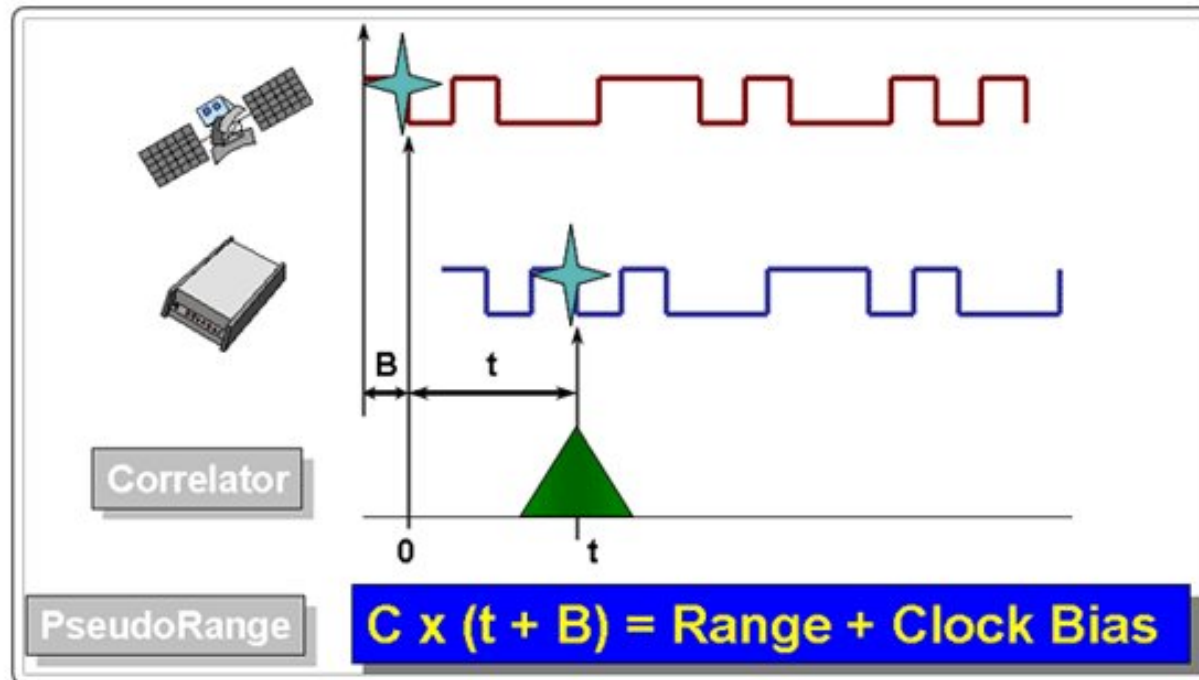 B
t
Correlator
0
t
PseudoRange
C x (t + B) = Range + Clock Bias